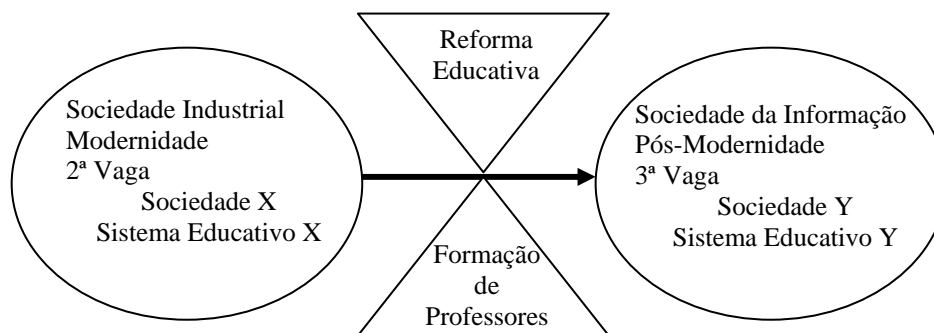 Reforma
Educativa
Sociedade Industrial
Modernidade
2ª Vaga
Sociedade X
Sistema Educativo X
Sociedade da Informação
Pós-Modernidade
3ª Vaga
Sociedade Y
Sistema Educativo Y
Formação
de
Professores